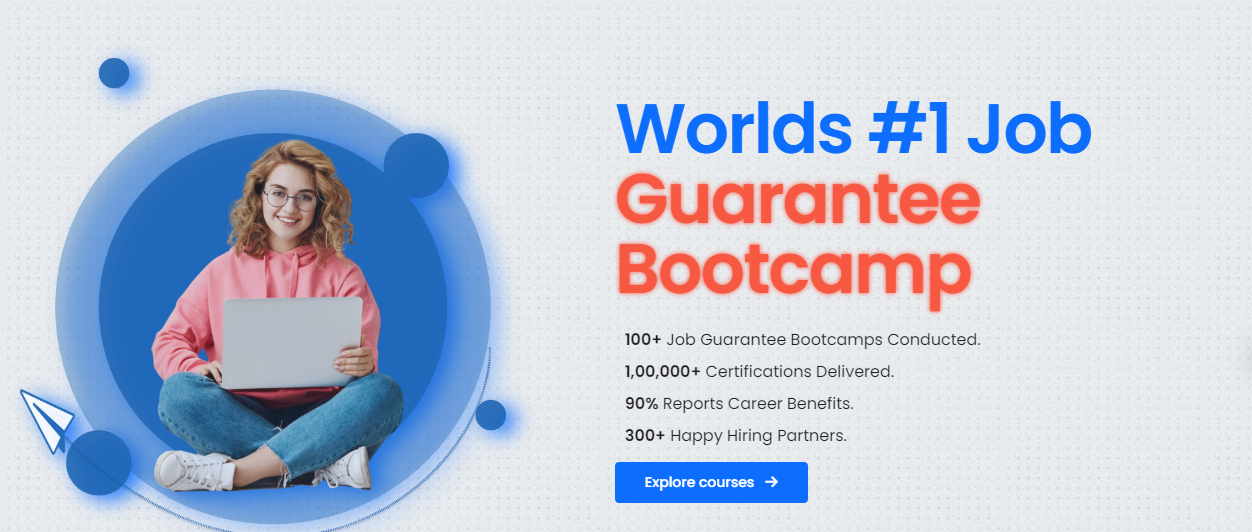 Worlds #1 Job
Guarantee
Bootcamp
100+ Job Guarantee Bootcamps Conducted.
1,00,000+ Certifications Delivered.
90% Reports Career Benefits.
300+ Happy Hiring Partners.
Explore courses →